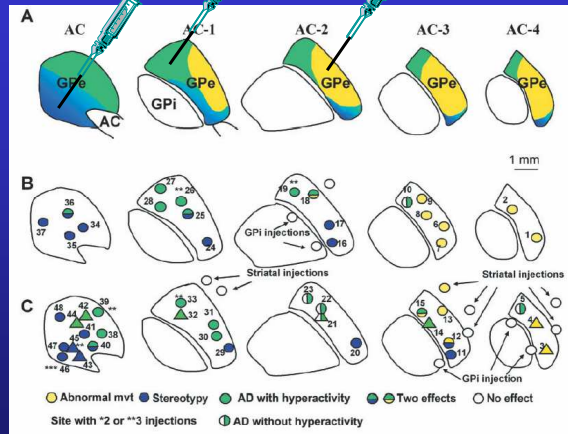 A AC AC-1 AC-2 AC-3 AC-4
GPe GPe GPe GPe GPe
GPi
AC
1 mm
B
27 ** 26 28 25 24
36 34 37 35
** 19 18 17 16
10 9 8 6 7
2 1
GPi injections
Striatal injections
Striatal injections
C
48 42 39 ** 44 41 38 47 45 ** 40 *** 46 43
** 33 32 31 30 29
23 22 21 20
15 13 14 12 11
5 4 3
GPi injections
Abnormal mvt Stereotypy AD with hyperactivity Two effects No effect
Site with *2 or **3 injections AD without hyperactivity